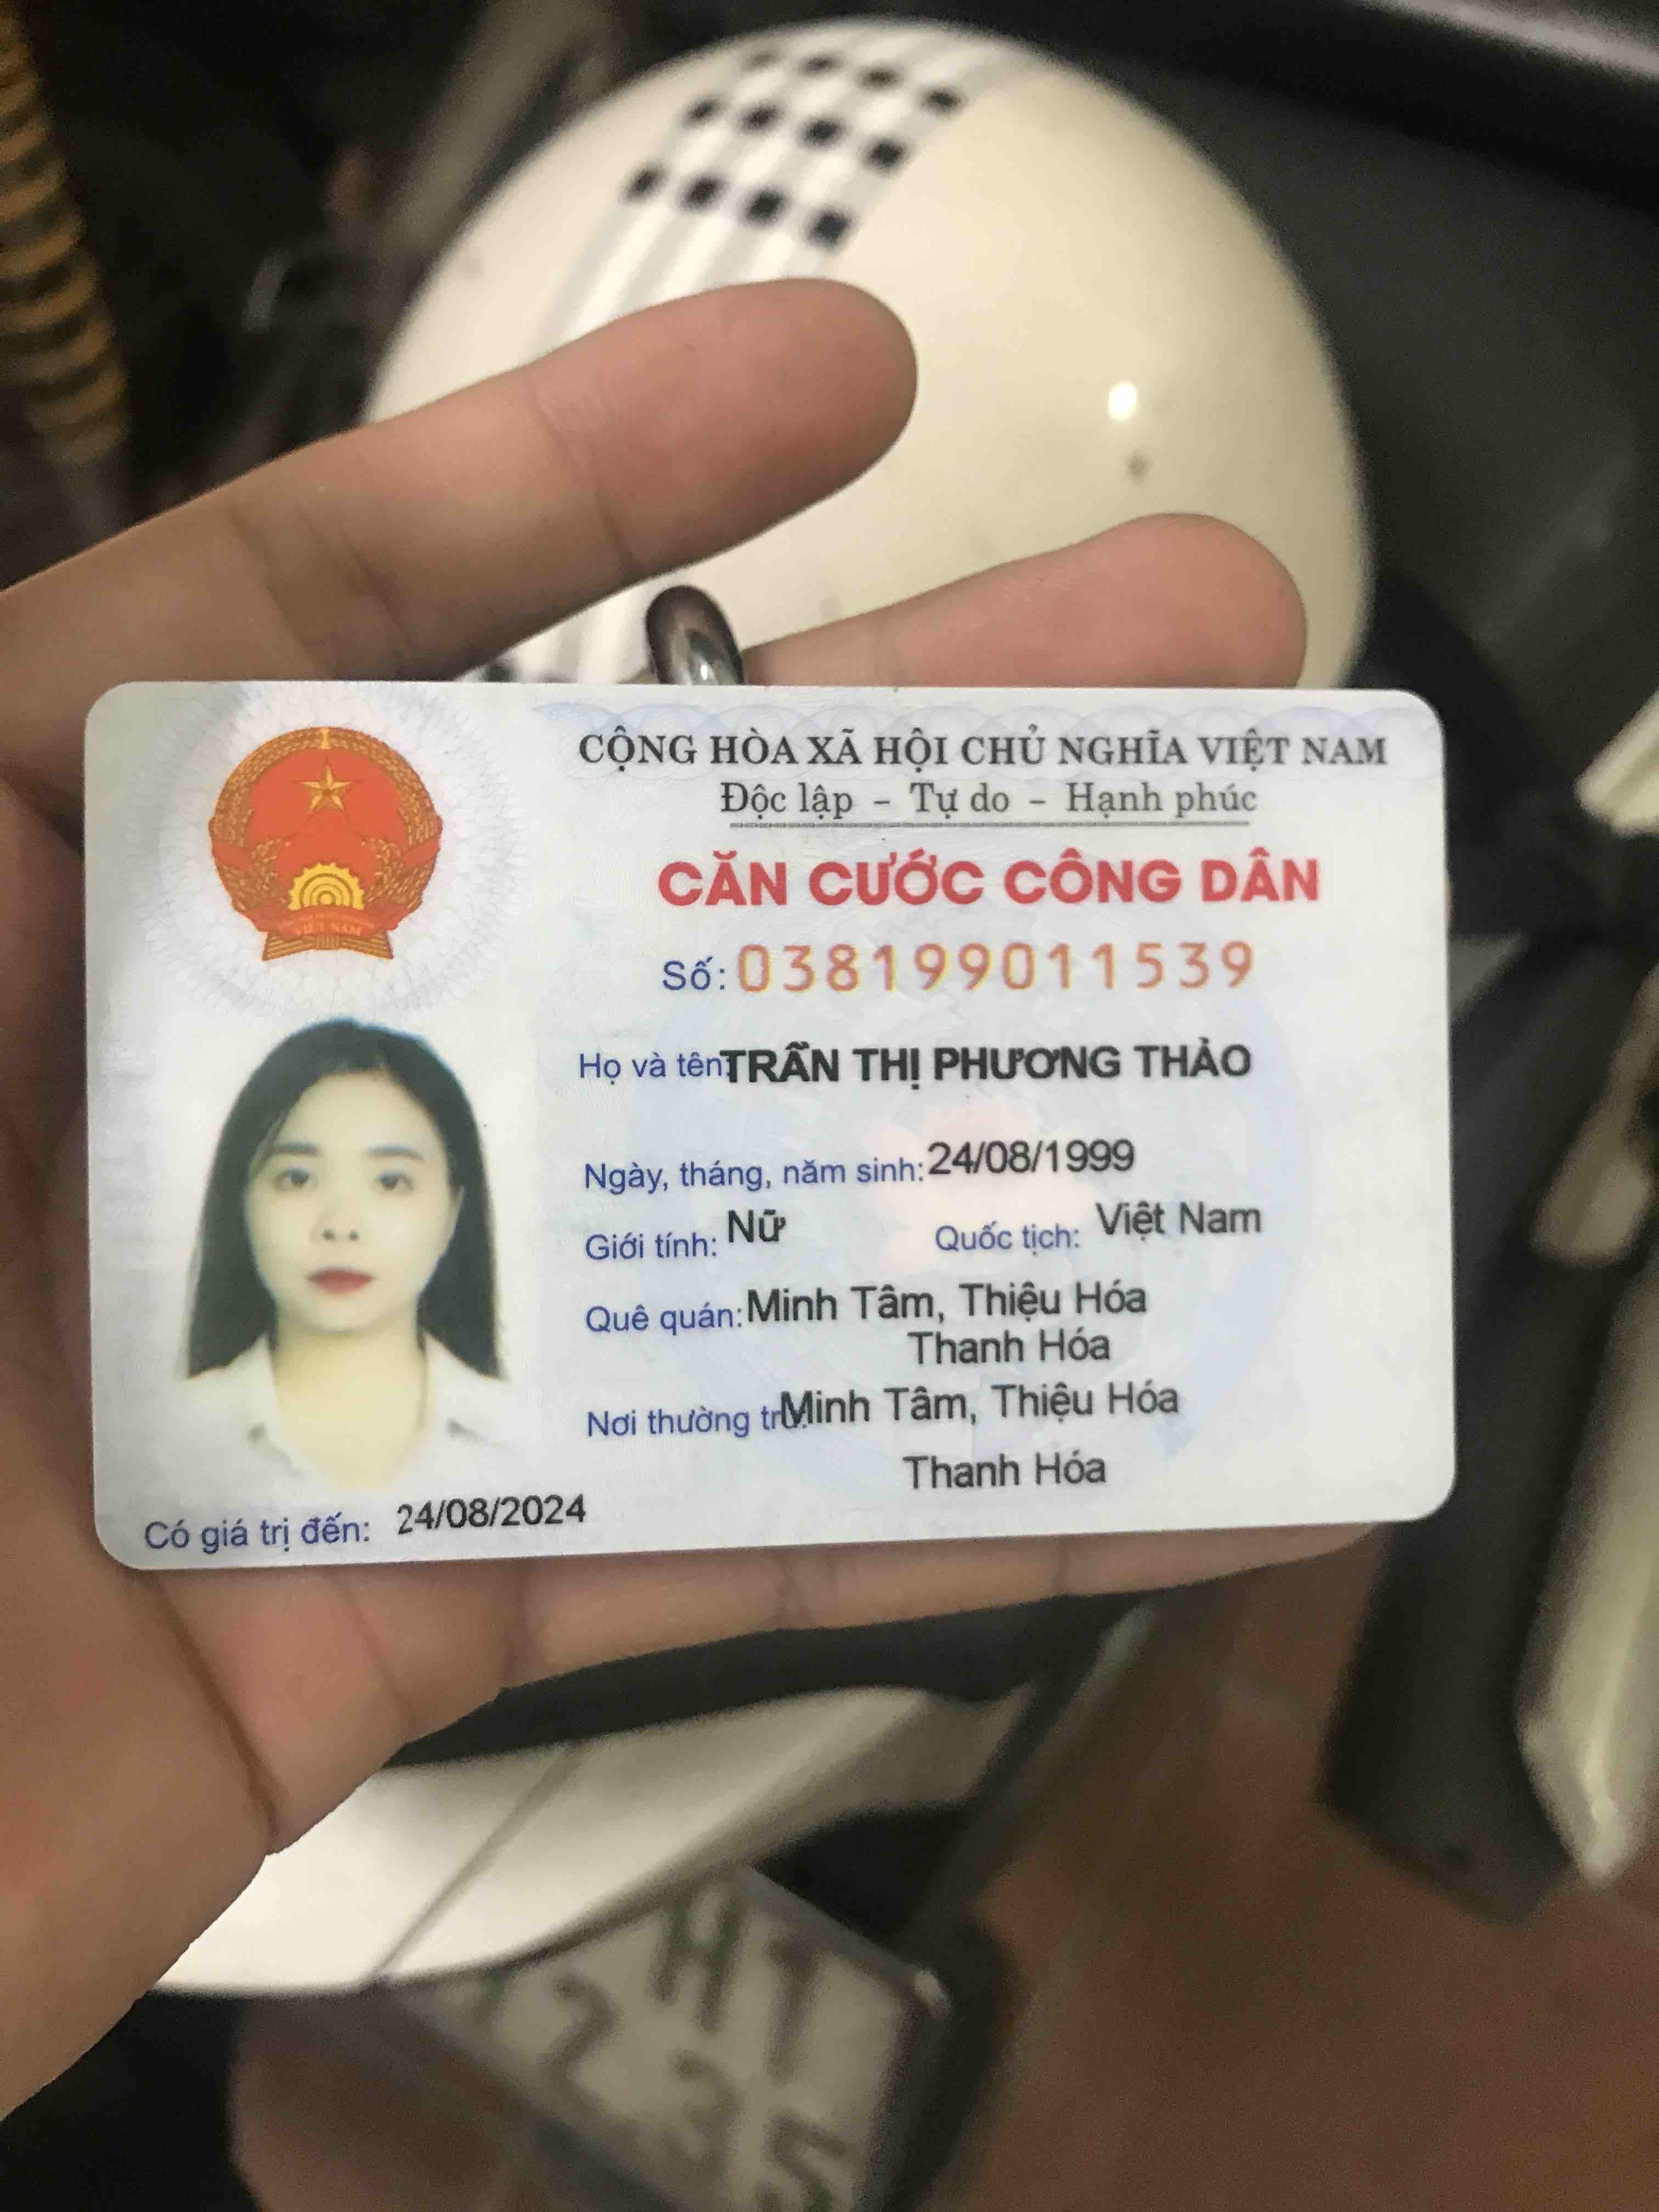 CỘNG HÒA XÃ HỘI CHỦ NGHĨA VIỆT NAM
Độc lập - Tự do - Hạnh phúc
CĂN CƯỚC CÔNG DÂN
Số: 038199011539
Họ và tên: TRẦN THỊ PHƯƠNG THẢO
Ngày, tháng, năm sinh: 24/08/1999
Giới tính: Nữ Quốc tịch: Việt Nam
Quê quán: Minh Tâm, Thiệu Hóa
Thanh Hóa
Nơi thường trú: Minh Tâm, Thiệu Hóa
Thanh Hóa
Có giá trị đến: 24/08/2024
VIỆT NAM